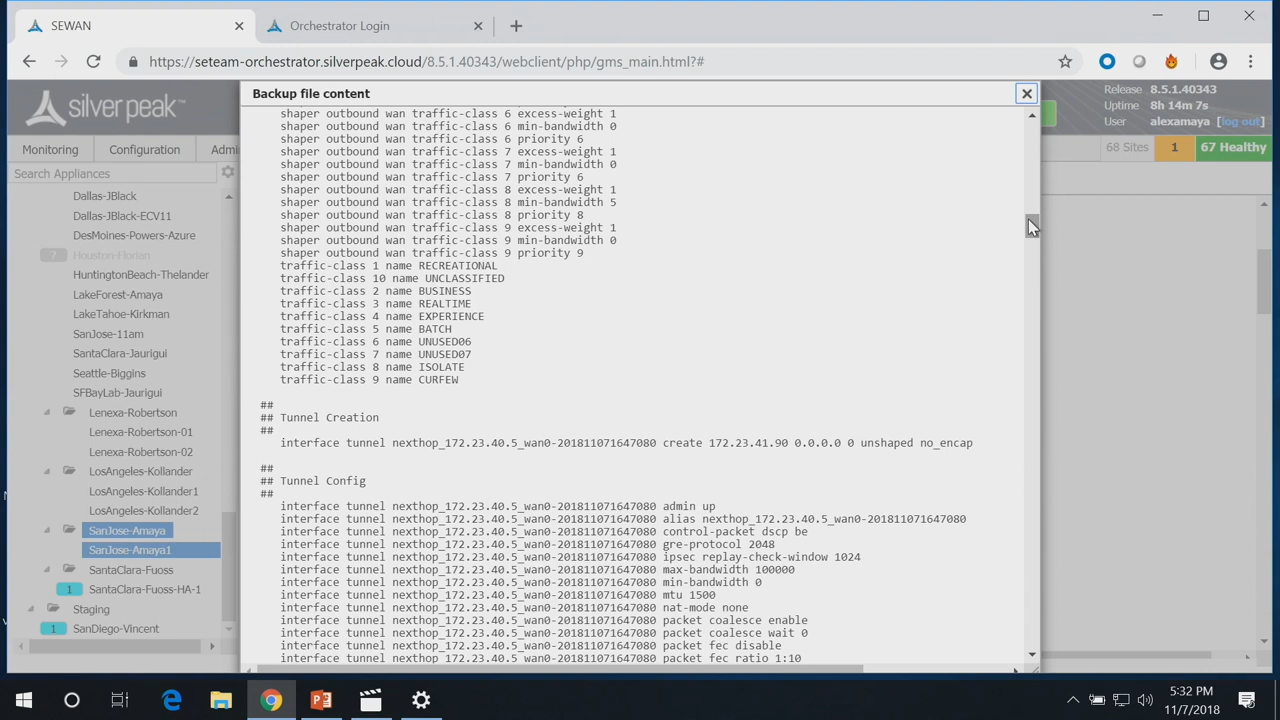 SEWAN
Orchestrator Login
https://seteam-orchestrator.silverpeak.cloud/8.5.1.40343/webclient/php/gms_main.html?#
silver peak
Release 8.5.1.40343
Uptime 8h 14m 7s
User alexamaya [log out]
Monitoring
Configuration
Admi
68 Sites
1
67 Healthy
Search Appliances
Dallas-JBlack
Dallas-JBlack-ECV11
DesMoines-Powers-Azure
? Houston-Florian
HuntingtonBeach-Thelander
LakeForest-Amaya
LakeTahoe-Kirkman
SanJose-11am
SantaClara-Jaurigui
Seattle-Biggins
SFBayLab-Jaurigui
Lenexa-Robertson
Lenexa-Robertson-01
Lenexa-Robertson-02
LosAngeles-Kollander
LosAngeles-Kollander1
LosAngeles-Kollander2
SanJose-Amaya
SanJose-Amaya1
SantaClara-Fuoss
1 SantaClara-Fuoss-HA-1
Staging
1 SanDiego-Vincent
Backup file content
shaper outbound wan traffic-class 6 excess-weight 1
shaper outbound wan traffic-class 6 min-bandwidth 0
shaper outbound wan traffic-class 6 priority 6
shaper outbound wan traffic-class 7 excess-weight 1
shaper outbound wan traffic-class 7 min-bandwidth 0
shaper outbound wan traffic-class 7 priority 6
shaper outbound wan traffic-class 8 excess-weight 1
shaper outbound wan traffic-class 8 min-bandwidth 5
shaper outbound wan traffic-class 8 priority 8
shaper outbound wan traffic-class 9 excess-weight 1
shaper outbound wan traffic-class 9 min-bandwidth 0
shaper outbound wan traffic-class 9 priority 9
traffic-class 1 name RECREATIONAL
traffic-class 10 name UNCLASSIFIED
traffic-class 2 name BUSINESS
traffic-class 3 name REALTIME
traffic-class 4 name EXPERIENCE
traffic-class 5 name BATCH
traffic-class 6 name UNUSED06
traffic-class 7 name UNUSED07
traffic-class 8 name ISOLATE
traffic-class 9 name CURFEW
##
## Tunnel Creation
##
interface tunnel nexthop_172.23.40.5_wan0-201811071647080 create 172.23.41.90 0.0.0.0 0 unshaped no_encap
##
## Tunnel Config
##
interface tunnel nexthop_172.23.40.5_wan0-201811071647080 admin up
interface tunnel nexthop_172.23.40.5_wan0-201811071647080 alias nexthop_172.23.40.5_wan0-201811071647080
interface tunnel nexthop_172.23.40.5_wan0-201811071647080 control-packet dscp be
interface tunnel nexthop_172.23.40.5_wan0-201811071647080 gre-protocol 2048
interface tunnel nexthop_172.23.40.5_wan0-201811071647080 ipsec replay-check-window 1024
interface tunnel nexthop_172.23.40.5_wan0-201811071647080 max-bandwidth 100000
interface tunnel nexthop_172.23.40.5_wan0-201811071647080 min-bandwidth 0
interface tunnel nexthop_172.23.40.5_wan0-201811071647080 mtu 1500
interface tunnel nexthop_172.23.40.5_wan0-201811071647080 nat-mode none
interface tunnel nexthop_172.23.40.5_wan0-201811071647080 packet coalesce enable
interface tunnel nexthop_172.23.40.5_wan0-201811071647080 packet coalesce wait 0
interface tunnel nexthop_172.23.40.5_wan0-201811071647080 packet fec disable
interface tunnel nexthop_172.23.40.5_wan0-201811071647080 packet fec ratio 1:10
5:32 PM
11/7/2018